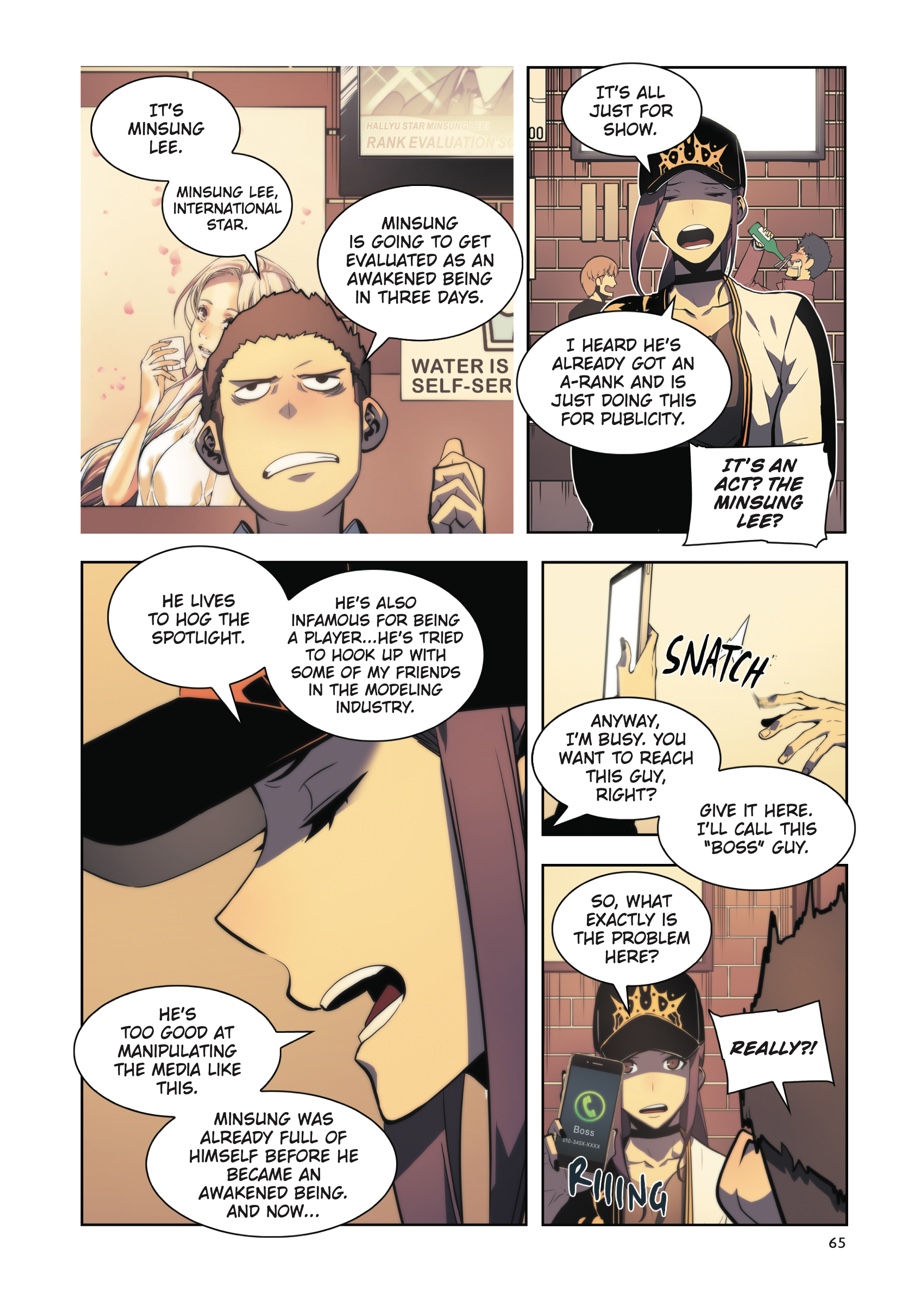 IT'S
MINSUNG
LEE.
MINSUNG LEE,
INTERNATIONAL
STAR.
HALLYU STAR MINSUNG
RANK EVALUATION'S
MINSUNG
IS GOING TO GET
EVALUATED AS AN
AWAKENED BEING
IN THREE DAYS.
WATER IS
SELF-SER
IT'S ALL
JUST FOR
SHOW.
00
I HEARD HE'S
ALREADY GOT AN
A-RANK AND IS
JUST DOING THIS
FOR PUBLICITY.
IT'S AN
ACT? THE
MINSUNG
LEE?
HE LIVES
TO HOG THE
SPOTLIGHT.
HE'S ALSO
INFAMOUS FOR BEING
A PLAYER...HE'S TRIED
TO HOOK UP WITH
SOME OF MY FRIENDS
IN THE MODELING
INDUSTRY.
HE'S
TOO GOOD AT
MANIPULATING
THE MEDIA LIKE
THIS.
MINSUNG WAS
ALREADY FULL OF
HIMSELF BEFORE HE
BECAME AN
AWAKENED BEING.
AND NOW...
SNATCH
ANYWAY,
I'M BUSY. YOU
WANT TO REACH
THIS GUY,
RIGHT?
GIVE IT HERE.
I'LL CALL THIS
"BOSS" GUY.
SO, WHAT
EXACTLY IS
THE PROBLEM
HERE?
REALLY?!
Boss
RIIING
65